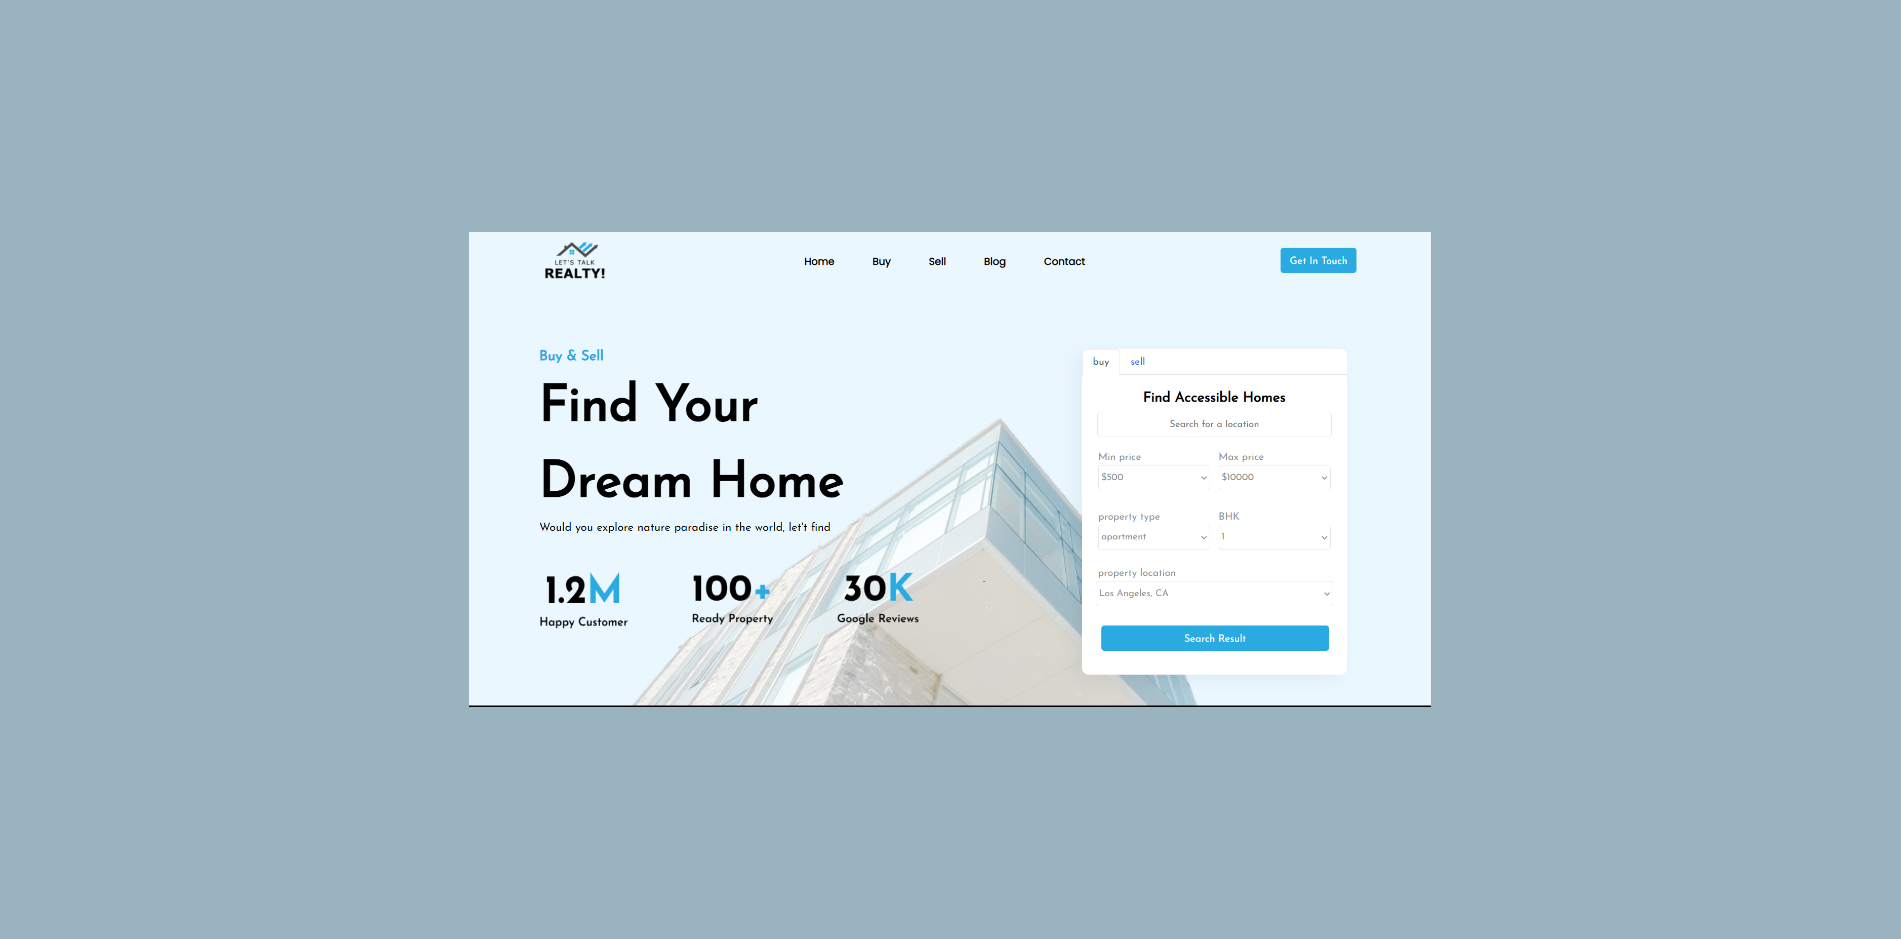 LET'S TALK
REALTY!
Home Buy Sell Blog Contact
Get In Touch
Buy & Sell
Find Your
Dream Home
Would you explore nature paradise in the world, let't find
1.2M
Happy Customer
100+
Ready Property
30K
Google Reviews
buy sell
Find Accessible Homes
Search for a location
Min price Max price
$500 $10000
property type BHK
apartment 1
property location
Los Angeles, CA
Search Result